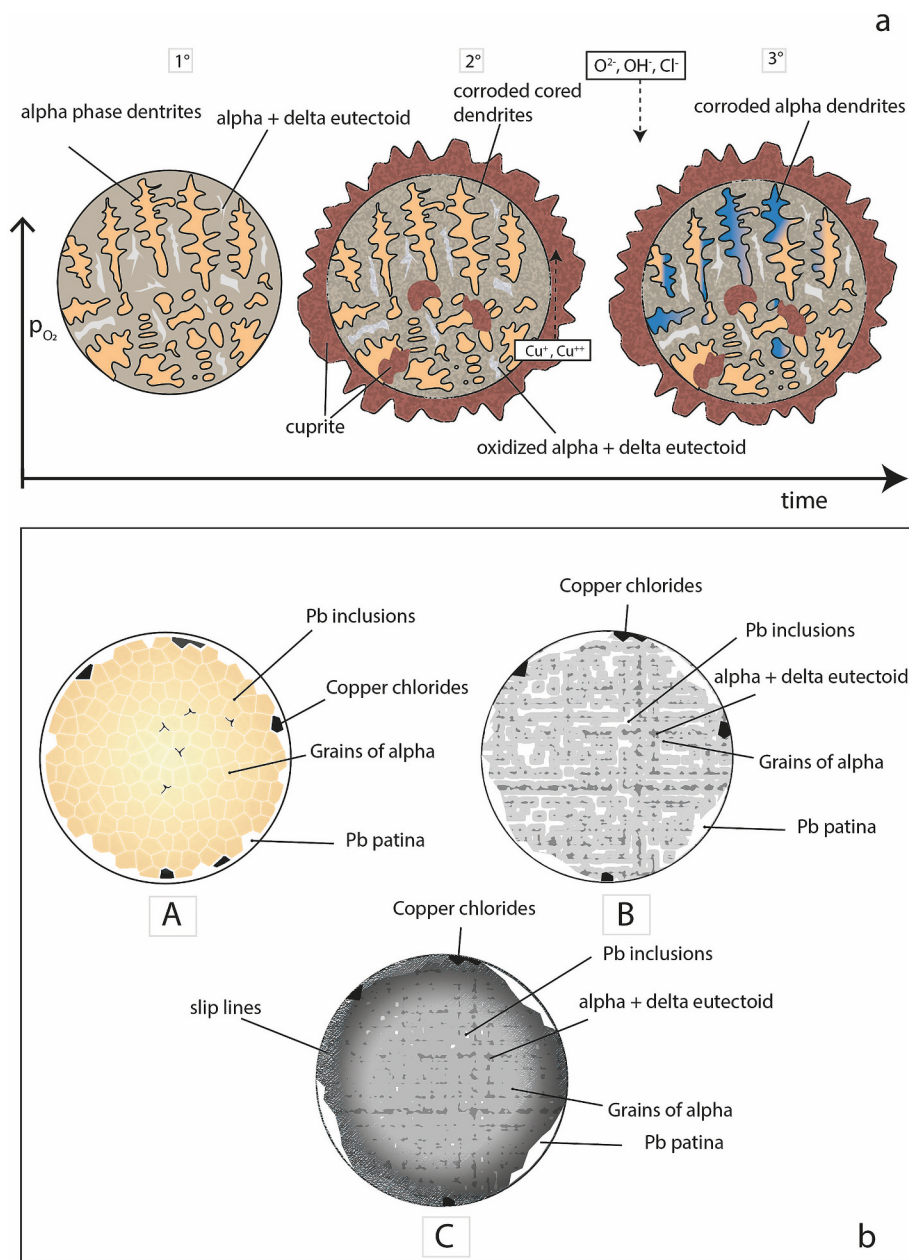 a
1°
2°
3°
O²⁻, OH⁻, Cl⁻
alpha phase dentrites
alpha + delta eutectoid
corroded cored
dendrites
corroded alpha dendrites
pO₂
Cu⁺, Cu⁺⁺
cuprite
oxidized alpha + delta eutectoid
time
Pb inclusions
Copper chlorides
Grains of alpha
Pb patina
A
Copper chlorides
Pb inclusions
alpha + delta eutectoid
Grains of alpha
Pb patina
B
Copper chlorides
Pb inclusions
slip lines
alpha + delta eutectoid
Grains of alpha
Pb patina
C
b